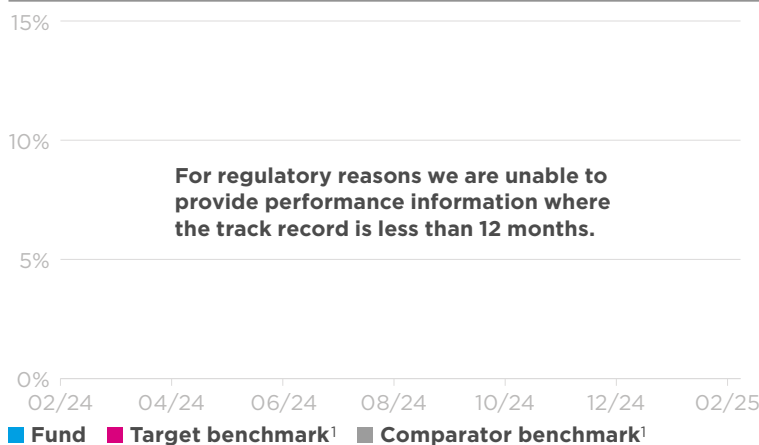 15%
10%
For regulatory reasons we are unable to
provide performance information where
the track record is less than 12 months.
5%
0%
02/24 04/24 06/24 08/24 10/24 12/24 02/25
Fund Target benchmark¹ Comparator benchmark¹